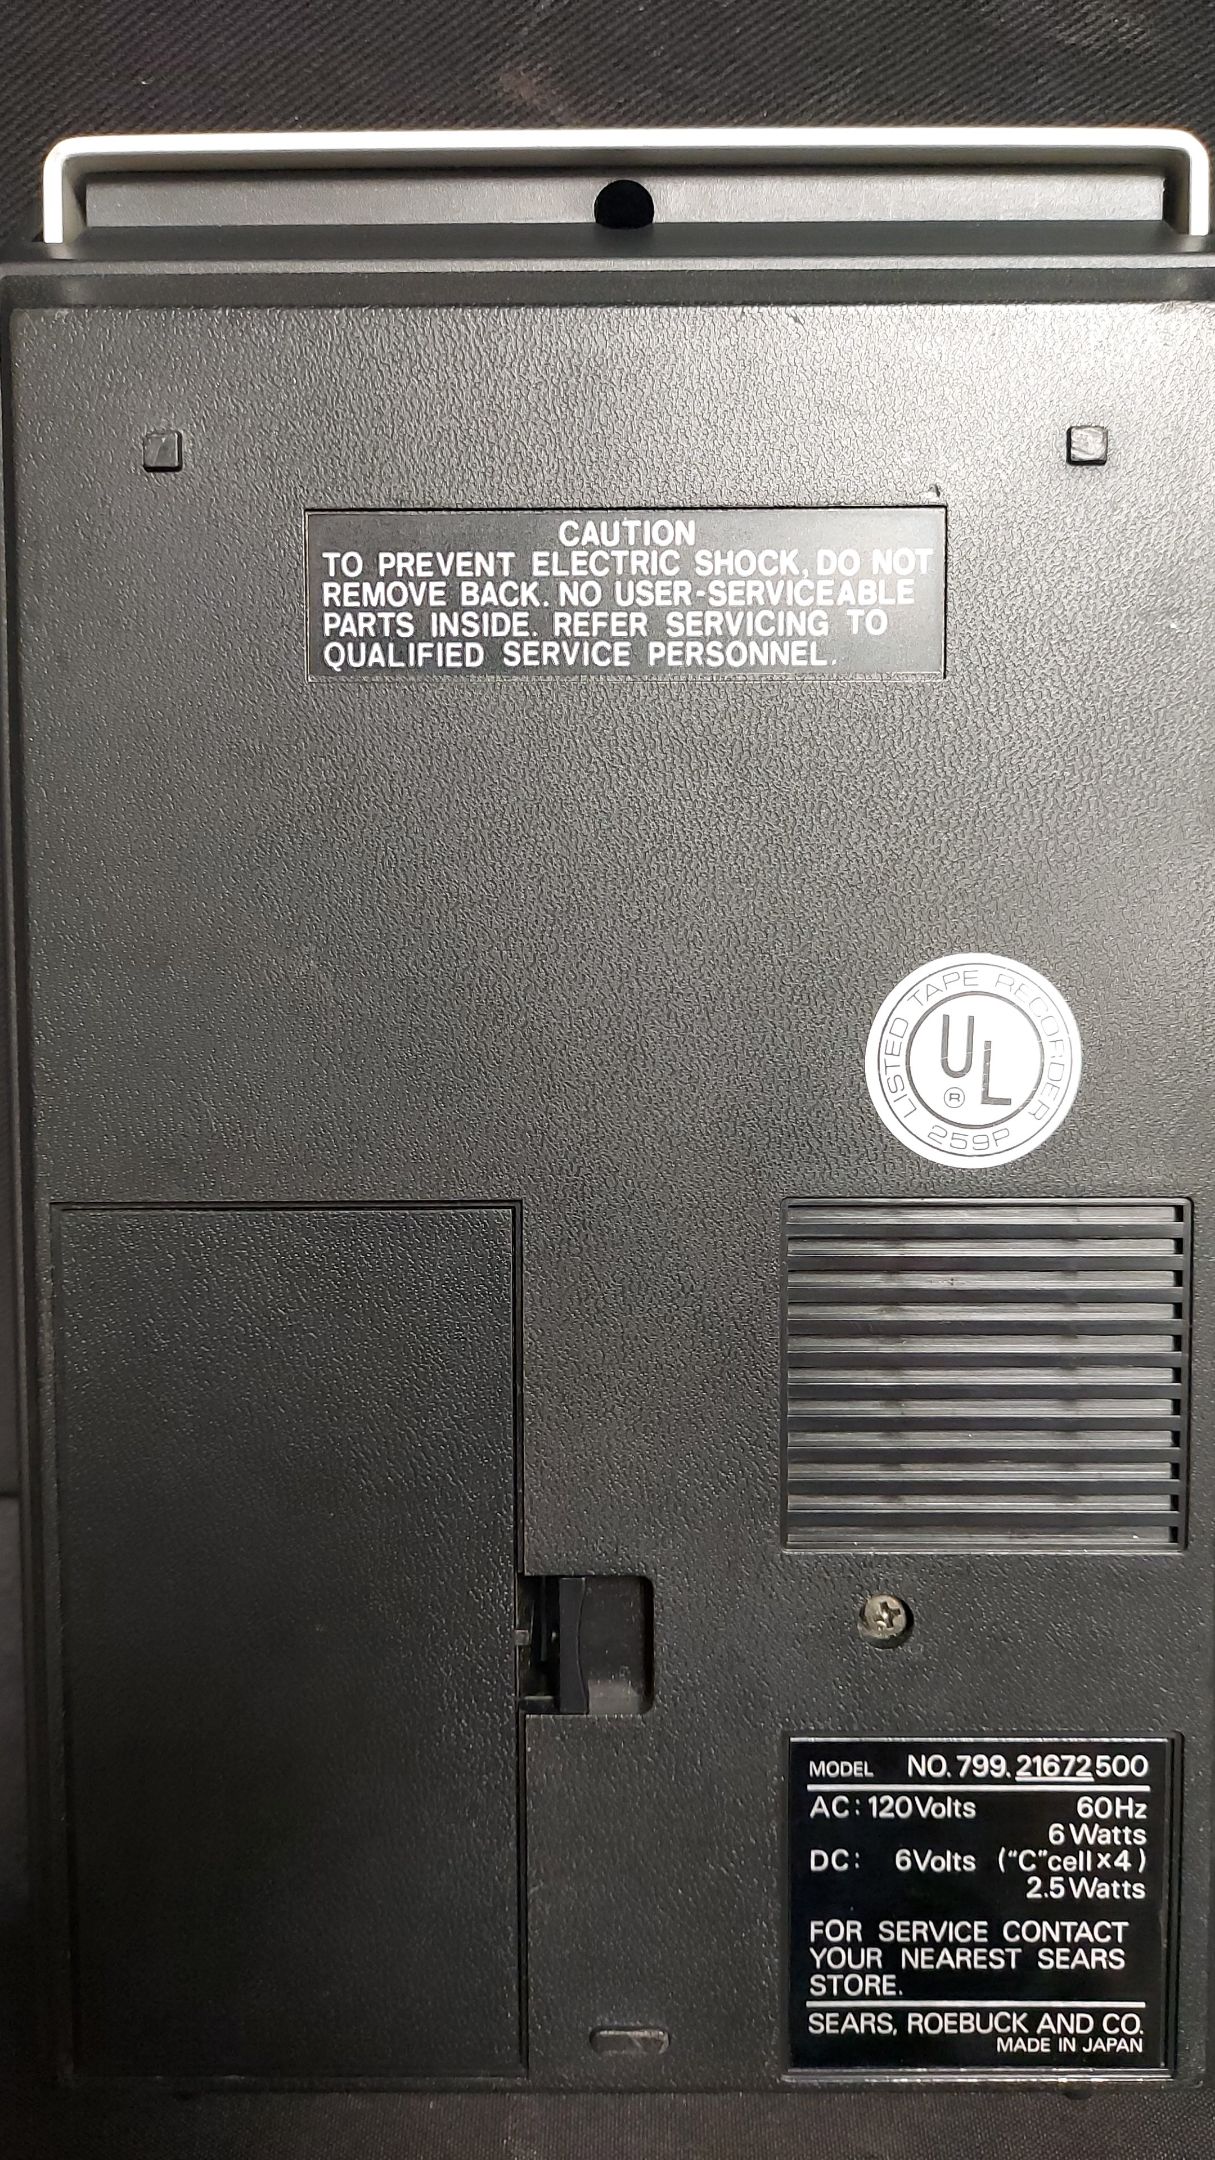 CAUTION
TO PREVENT ELECTRIC SHOCK, DO NOT
REMOVE BACK. NO USER-SERVICEABLE
PARTS INSIDE. REFER SERVICING TO
QUALIFIED SERVICE PERSONNEL.
LISTED TAPE RECORDER
UL
®
259P
MODEL NO. 799. 21672500
AC: 120Volts 60Hz
6 Watts
DC: 6Volts ("C"cell×4)
2.5 Watts
FOR SERVICE CONTACT
YOUR NEAREST SEARS
STORE.
SEARS, ROEBUCK AND CO.
MADE IN JAPAN